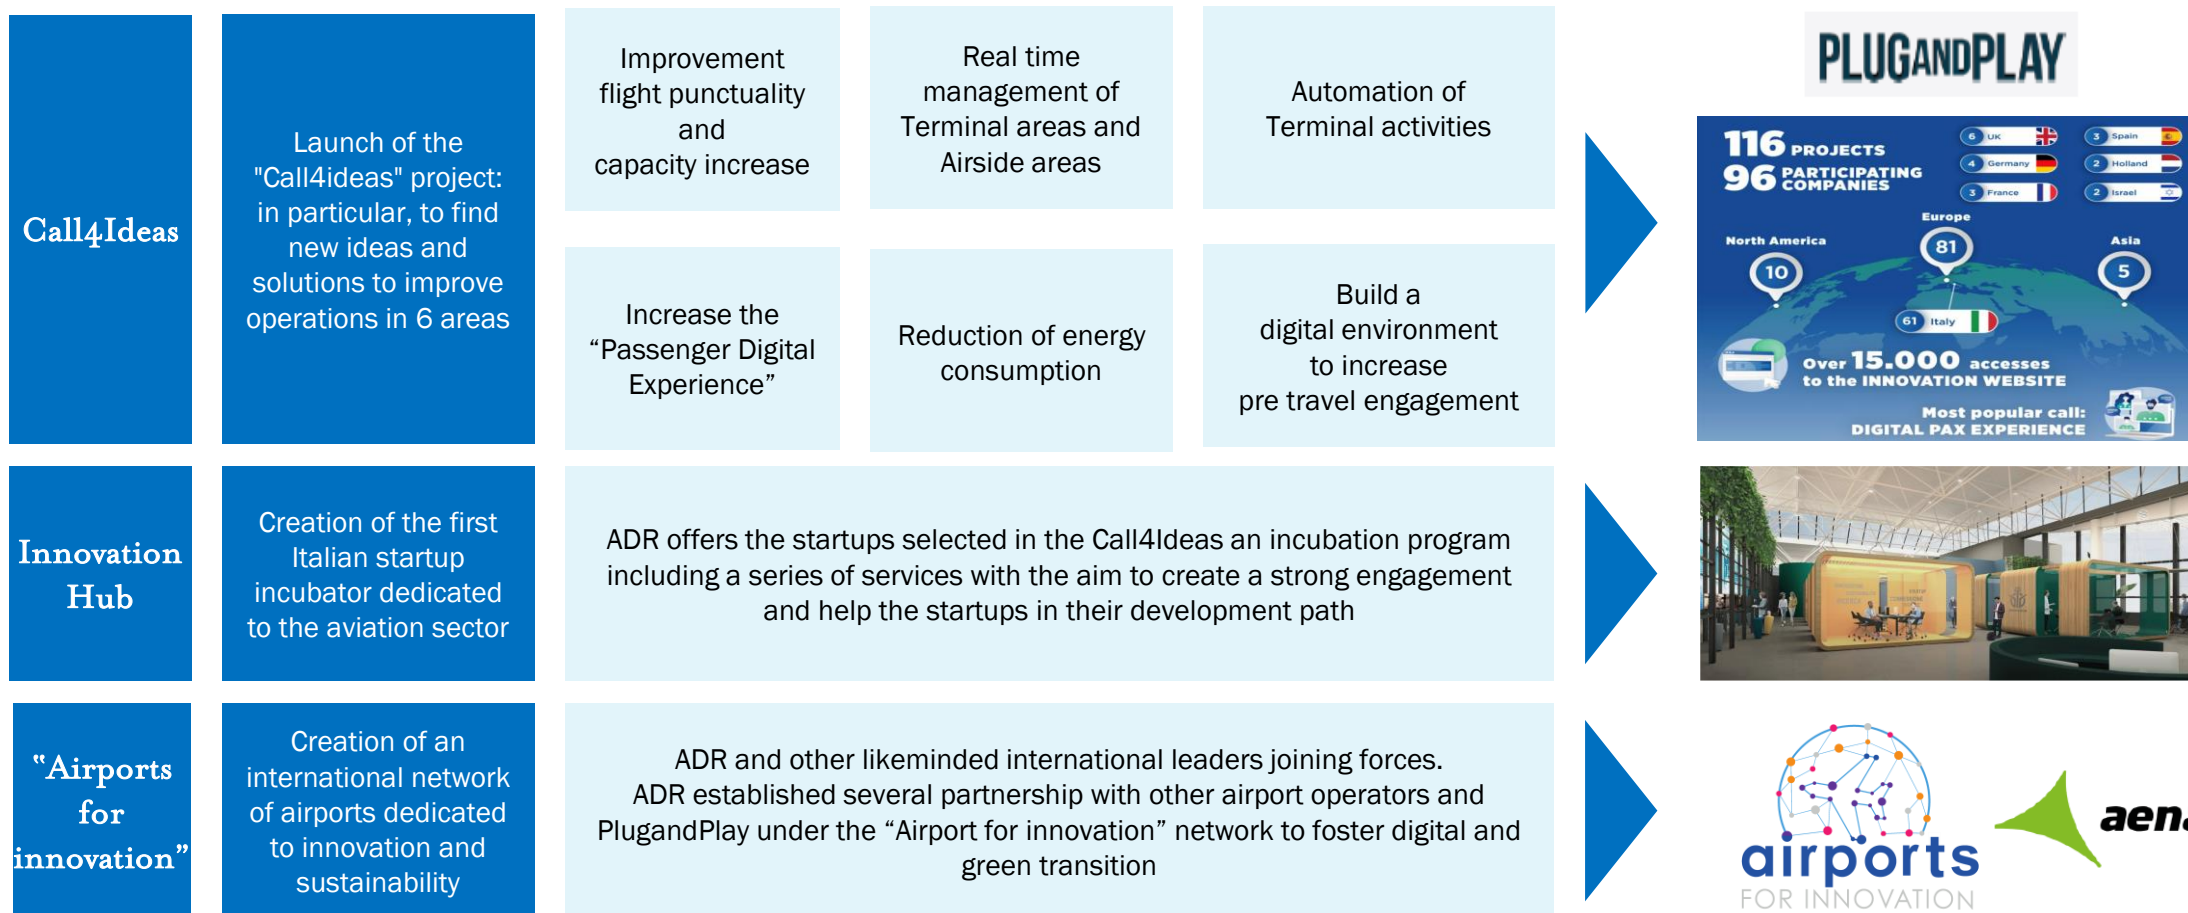 Call4Ideas
Launch of the
"Call4ideas" project:
in particular, to find
new ideas and
solutions to improve
operations in 6 areas
Improvement
flight punctuality
and
capacity increase
Real time
management of
Terminal areas and
Airside areas
Automation of
Terminal activities
Increase the
“Passenger Digital
Experience”
Reduction of energy
consumption
Build a
digital environment
to increase
pre travel engagement
PLUGANDPLAY
116 PROJECTS
96 PARTICIPATING
COMPANIES
6 UK
3 Spain
4 Germany
2 Holland
3 France
2 Israel
Europe
81
North America
10
Asia
5
61 Italy
Over 15.000 accesses
to the INNOVATION WEBSITE
Most popular call:
DIGITAL PAX EXPERIENCE
Innovation
Hub
Creation of the first
Italian startup
incubator dedicated
to the aviation sector
ADR offers the startups selected in the Call4Ideas an incubation program
including a series of services with the aim to create a strong engagement
and help the startups in their development path
“Airports
for
innovation”
Creation of an
international network
of airports dedicated
to innovation and
sustainability
ADR and other likeminded international leaders joining forces.
ADR established several partnership with other airport operators and
PlugandPlay under the “Airport for innovation” network to foster digital and
green transition
airports
FOR INNOVATION
aena